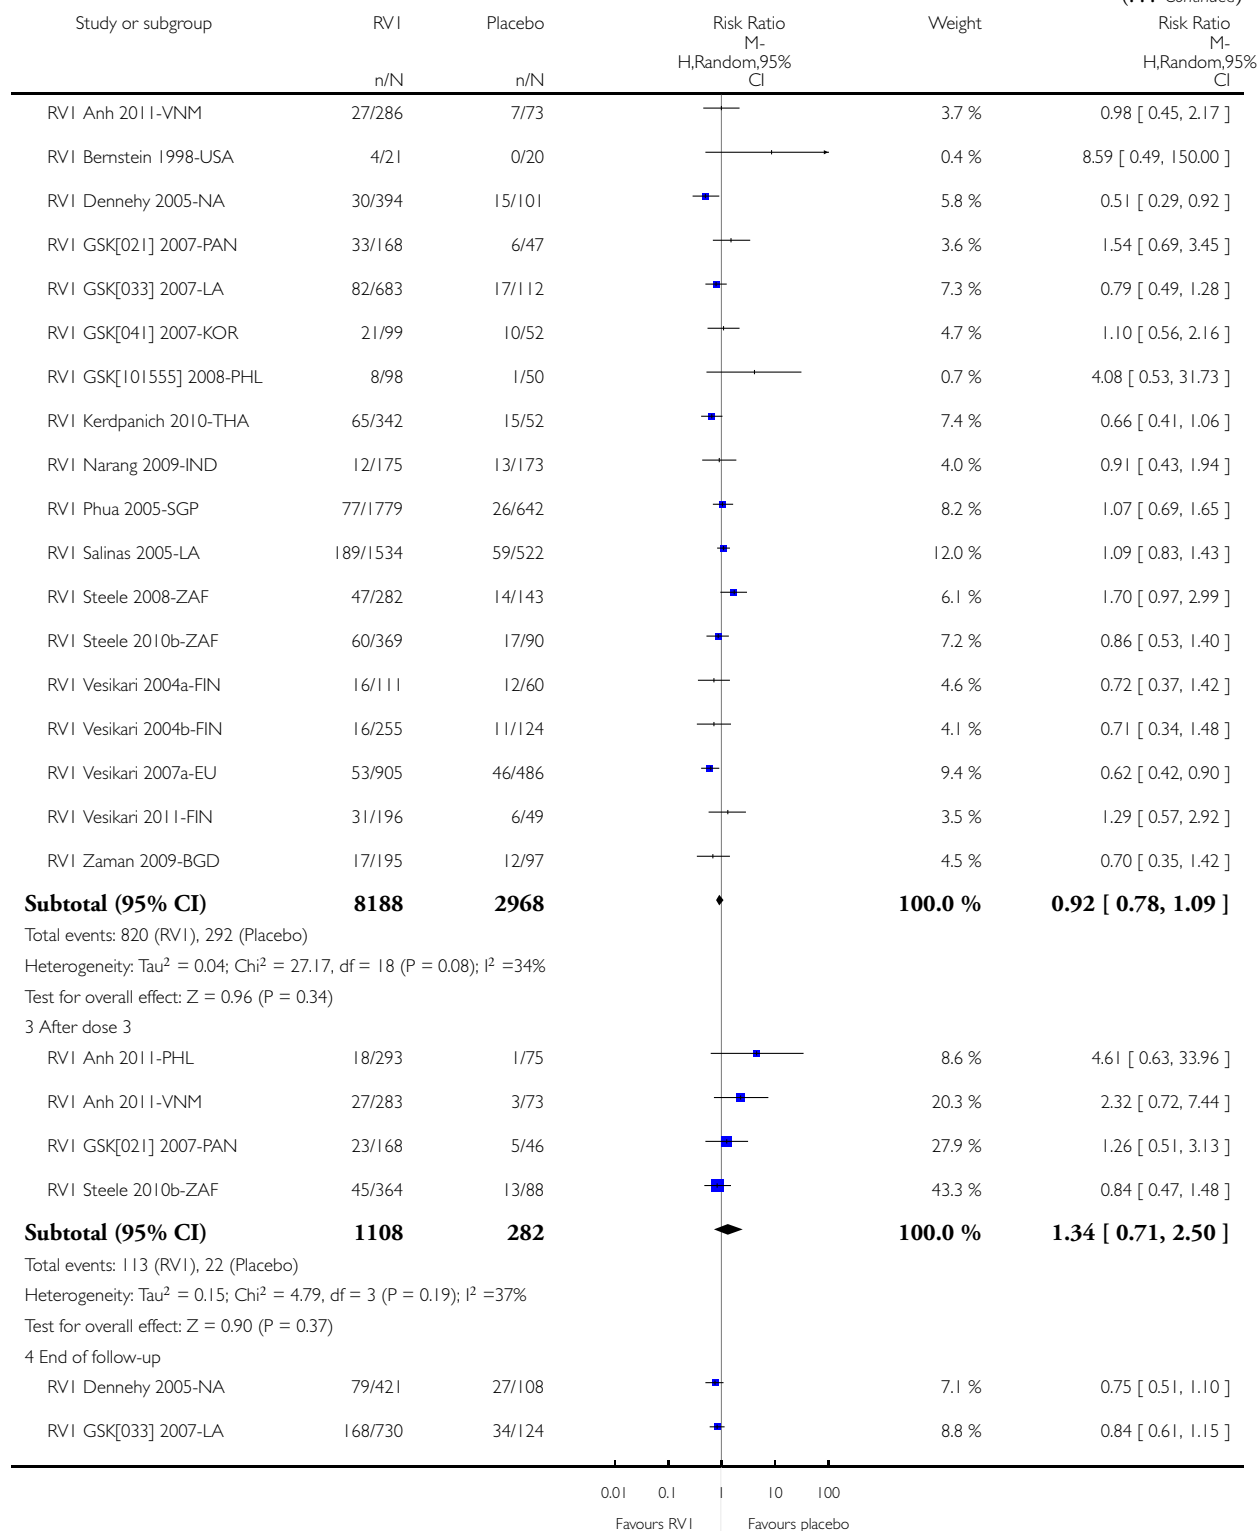 (... Continued)
Study or subgroup RV1 Placebo Risk Ratio Weight Risk Ratio
M- M-
H,Random,95% H,Random,95%
n/N n/N CI CI
RV1 Anh 2011-VNM 27/286 7/73 3.7 % 0.98 [ 0.45, 2.17 ]
RV1 Bernstein 1998-USA 4/21 0/20 0.4 % 8.59 [ 0.49, 150.00 ]
RV1 Dennehy 2005-NA 30/394 15/101 5.8 % 0.51 [ 0.29, 0.92 ]
RV1 GSK[021] 2007-PAN 33/168 6/47 3.6 % 1.54 [ 0.69, 3.45 ]
RV1 GSK[033] 2007-LA 82/683 17/112 7.3 % 0.79 [ 0.49, 1.28 ]
RV1 GSK[041] 2007-KOR 21/99 10/52 4.7 % 1.10 [ 0.56, 2.16 ]
RV1 GSK[101555] 2008-PHL 8/98 1/50 0.7 % 4.08 [ 0.53, 31.73 ]
RV1 Kerdpanich 2010-THA 65/342 15/52 7.4 % 0.66 [ 0.41, 1.06 ]
RV1 Narang 2009-IND 12/175 13/173 4.0 % 0.91 [ 0.43, 1.94 ]
RV1 Phua 2005-SGP 77/1779 26/642 8.2 % 1.07 [ 0.69, 1.65 ]
RV1 Salinas 2005-LA 189/1534 59/522 12.0 % 1.09 [ 0.83, 1.43 ]
RV1 Steele 2008-ZAF 47/282 14/143 6.1 % 1.70 [ 0.97, 2.99 ]
RV1 Steele 2010b-ZAF 60/369 17/90 7.2 % 0.86 [ 0.53, 1.40 ]
RV1 Vesikari 2004a-FIN 16/111 12/60 4.6 % 0.72 [ 0.37, 1.42 ]
RV1 Vesikari 2004b-FIN 16/255 11/124 4.1 % 0.71 [ 0.34, 1.48 ]
RV1 Vesikari 2007a-EU 53/905 46/486 9.4 % 0.62 [ 0.42, 0.90 ]
RV1 Vesikari 2011-FIN 31/196 6/49 3.5 % 1.29 [ 0.57, 2.92 ]
RV1 Zaman 2009-BGD 17/195 12/97 4.5 % 0.70 [ 0.35, 1.42 ]
Subtotal (95% CI) 8188 2968 100.0 % 0.92 [ 0.78, 1.09 ]
Total events: 820 (RV1), 292 (Placebo)
Heterogeneity: Tau² = 0.04; Chi² = 27.17, df = 18 (P = 0.08); I² =34%
Test for overall effect: Z = 0.96 (P = 0.34)
3 After dose 3
RV1 Anh 2011-PHL 18/293 1/75 8.6 % 4.61 [ 0.63, 33.96 ]
RV1 Anh 2011-VNM 27/283 3/73 20.3 % 2.32 [ 0.72, 7.44 ]
RV1 GSK[021] 2007-PAN 23/168 5/46 27.9 % 1.26 [ 0.51, 3.13 ]
RV1 Steele 2010b-ZAF 45/364 13/88 43.3 % 0.84 [ 0.47, 1.48 ]
Subtotal (95% CI) 1108 282 100.0 % 1.34 [ 0.71, 2.50 ]
Total events: 113 (RV1), 22 (Placebo)
Heterogeneity: Tau² = 0.15; Chi² = 4.79, df = 3 (P = 0.19); I² =37%
Test for overall effect: Z = 0.90 (P = 0.37)
4 End of follow-up
RV1 Dennehy 2005-NA 79/421 27/108 7.1 % 0.75 [ 0.51, 1.10 ]
RV1 GSK[033] 2007-LA 168/730 34/124 8.8 % 0.84 [ 0.61, 1.15 ]
0.01 0.1 1 10 100
Favours RV1 Favours placebo